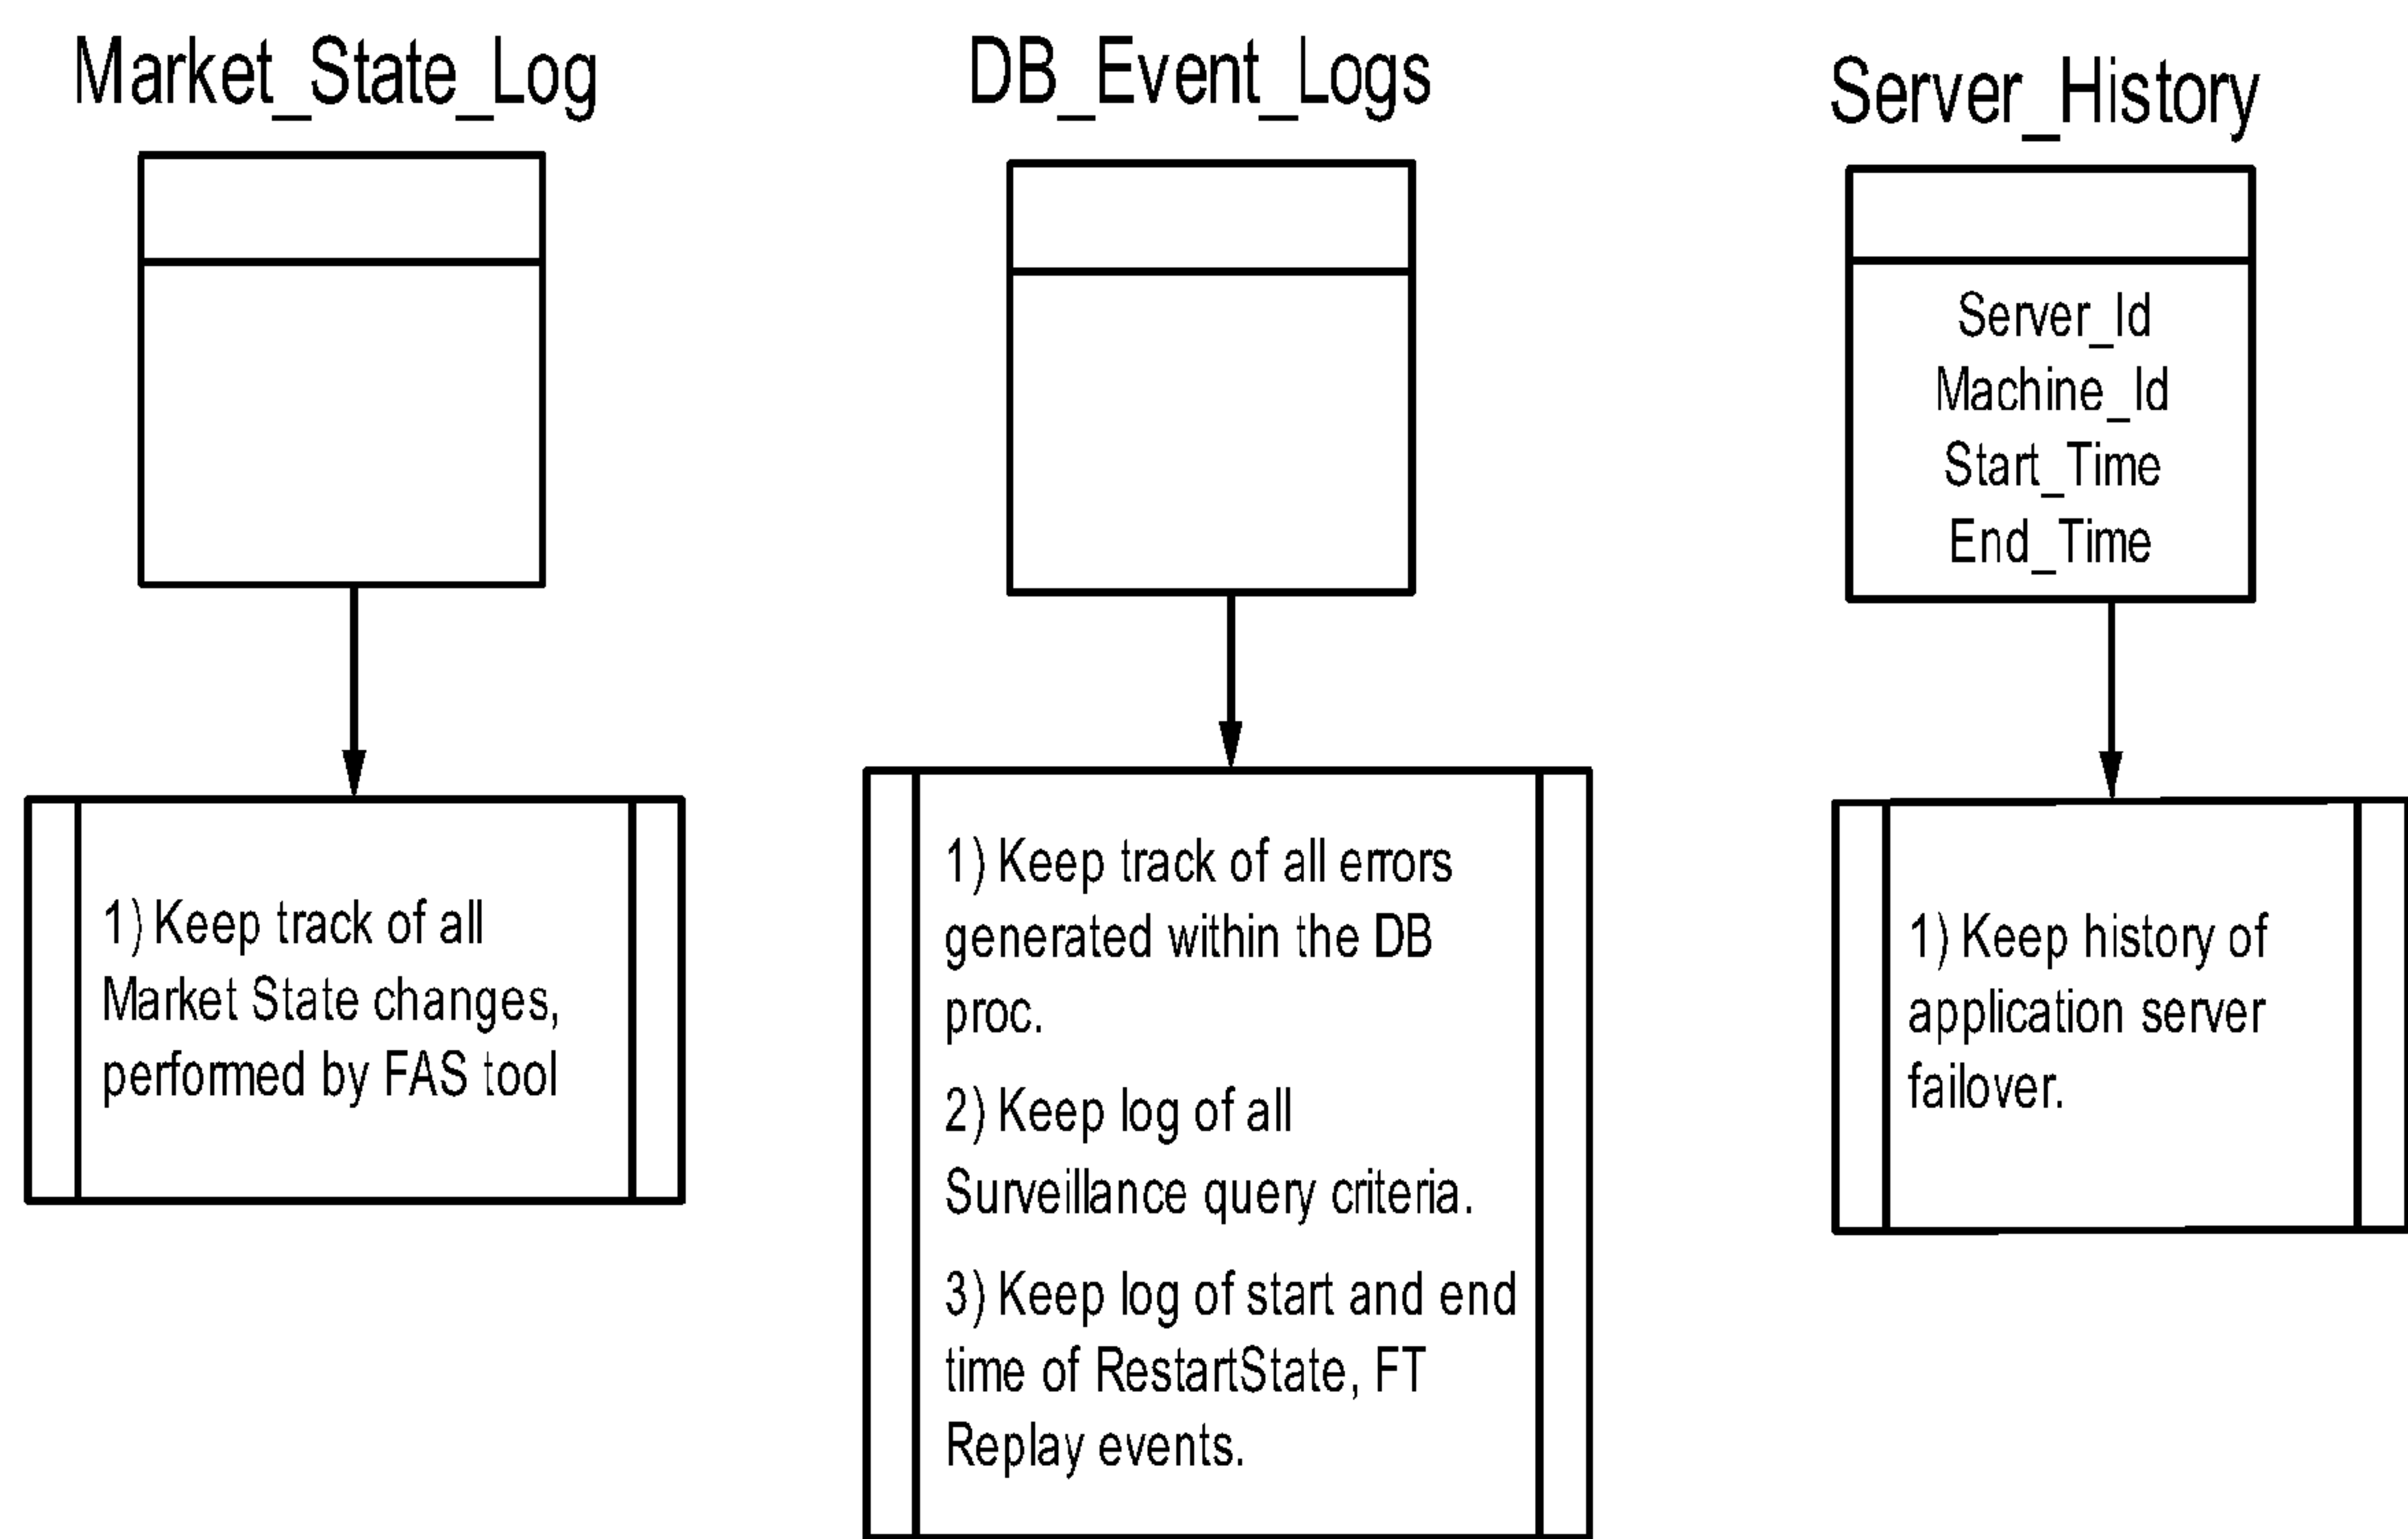 Market_State_Log
1) Keep track of all
Market State changes,
performed by FAS tool
DB_Event_Logs
1) Keep track of all errors
generated within the DB
proc.
2) Keep log of all
Surveillance query criteria.
3) Keep log of start and end
time of RestartState, FT
Replay events.
Server_History
Server_Id
Machine_Id
Start_Time
End_Time
1) Keep history of
application server
failover.